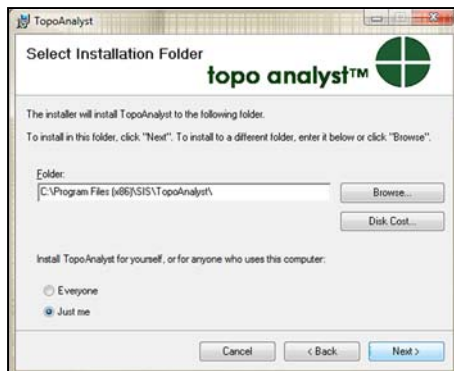 TopoAnalyst
Select Installation Folder
topo analyst™
The installer will install TopoAnalyst to the following folder.
To install in this folder, click "Next". To install to a different folder, enter it below or click "Browse".
Folder:
C:\Program Files (x86)\SIS\TopoAnalyst\
Browse...
Disk Cost...
Install TopoAnalyst for yourself, or for anyone who uses this computer:
Everyone
Just me
Cancel
< Back
Next >